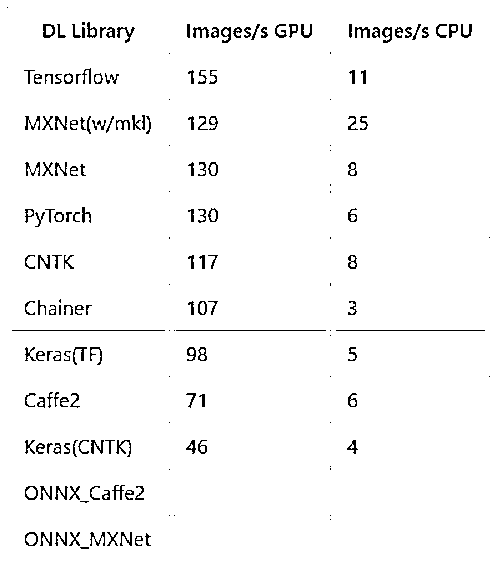 DL Library Images/s GPU Images/s CPU
Tensorflow 155 11
MXNet(w/mkl) 129 25
MXNet 130 8
PyTorch 130 6
CNTK 117 8
Chainer 107 3
Keras(TF) 98 5
Caffe2 71 6
Keras(CNTK) 46 4
ONNX_Caffe2
ONNX_MXNet